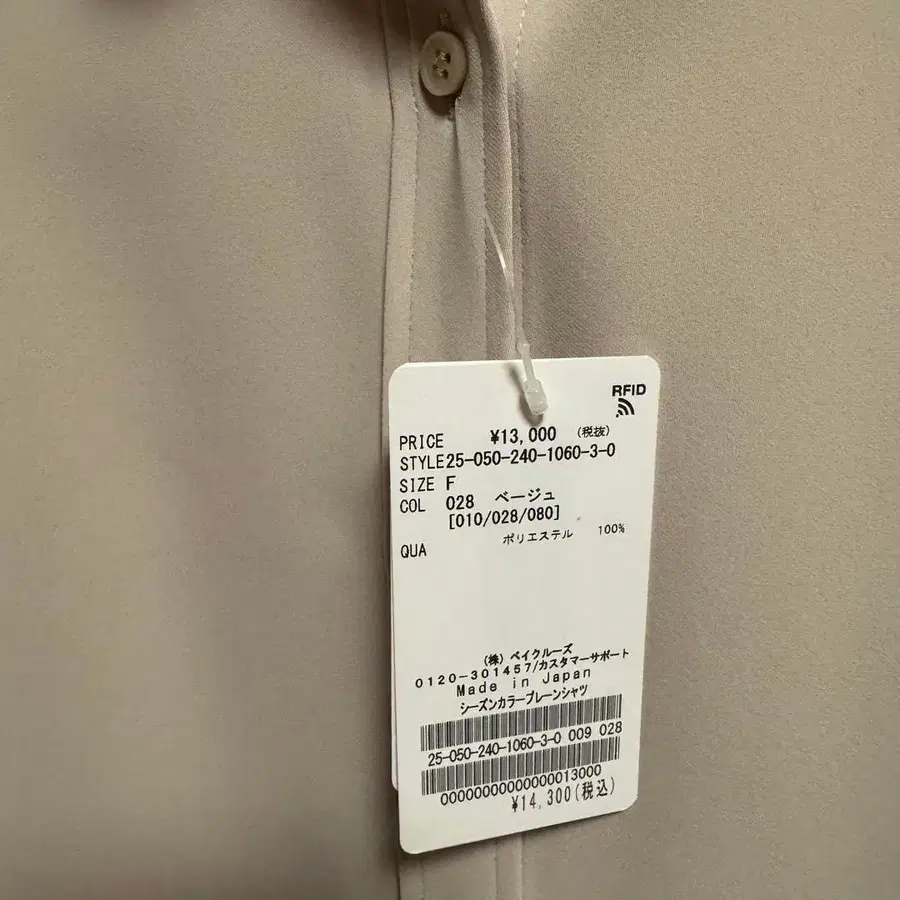 RFID
PRICE ¥13,000 (税抜)
STYLE25-050-240-1060-3-0
SIZE F
COL 028 ベージュ
[010/028/080]
QUA ポリエステル 100%
(株) ベイクルーズ
0120-301457/カスタマーサポート
Made in Japan
シーズンカラープレーンシャツ
25-050-240-1060-3-0 009 028
0000000000000013000
¥14,300(税込)